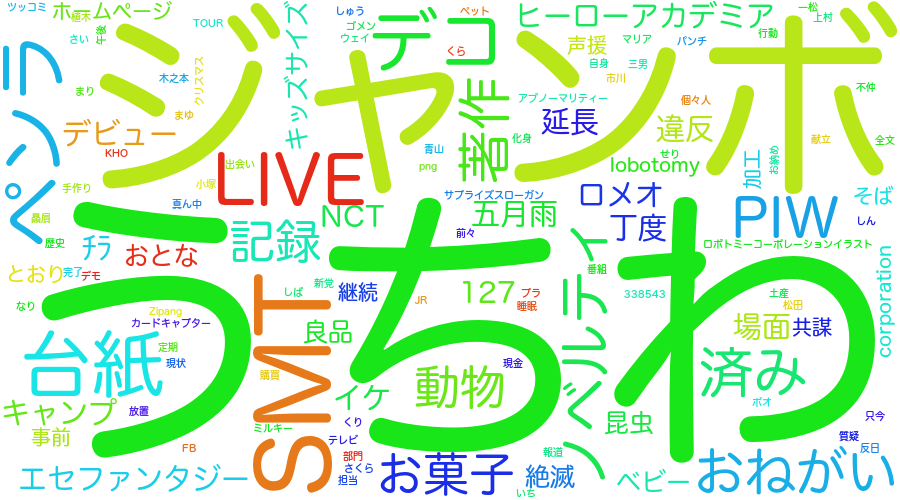 ツッコミ
ホームページ
植木
さい
午後
TOUR
ジャンボ
キッズサイズ
しゅう
ゴメン
ウェイ
デコ
ペット
くら
ヒーローアカデミア
一松
上村
声援
マリア
パンチ
行動
自身
三男
市川
不仲
ペンラ
まり
木之本
クリスマス
まゆ
アブノーマリティー
個々人
デビュー
KHO
著作
延長
違反
献立
全文
化身
青山
png
出会い
LIVE
lobotomy
せり
加工
お納め
手作り
小塚
真ん中
サプライズスローガン
ロメオ
そば
贔屓
NCT
五月雨
丁度
PIW
しん
歴史
チラ
おとな
記録
前々
ロボトミーコーポレーションイラスト
とおり
完了
デモ
うちわ
新党
しば
継続
127
ブラ
睡眠
番組
338543
土産
松田
corporation
なり
Zipang
カードキャプター
JR
良品
ノベルティ
場面
共謀
台紙
定期
現状
SMT
購買
イケ
動物
現金
済み
ボオ
キャンプ
放置
事前
ミルキー
くり
テレビ
昆虫
只今
質疑
反日
FB
部門
さくら
担当
お菓子
報道
絶滅
いち
エセファンタジー
ベビー
おねがい